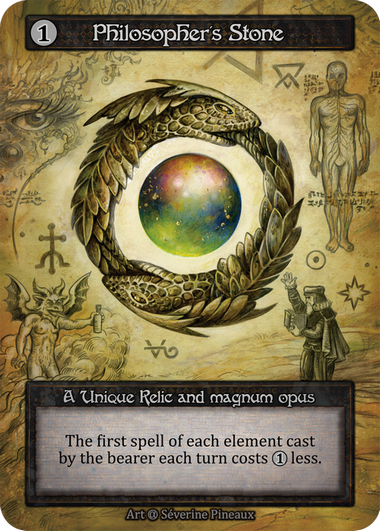 1 Philosopher's Stone
A Unique Relic and magnum opus
The first spell of each element cast
by the bearer each turn costs ① less.
Art @ Séverine Pineaux